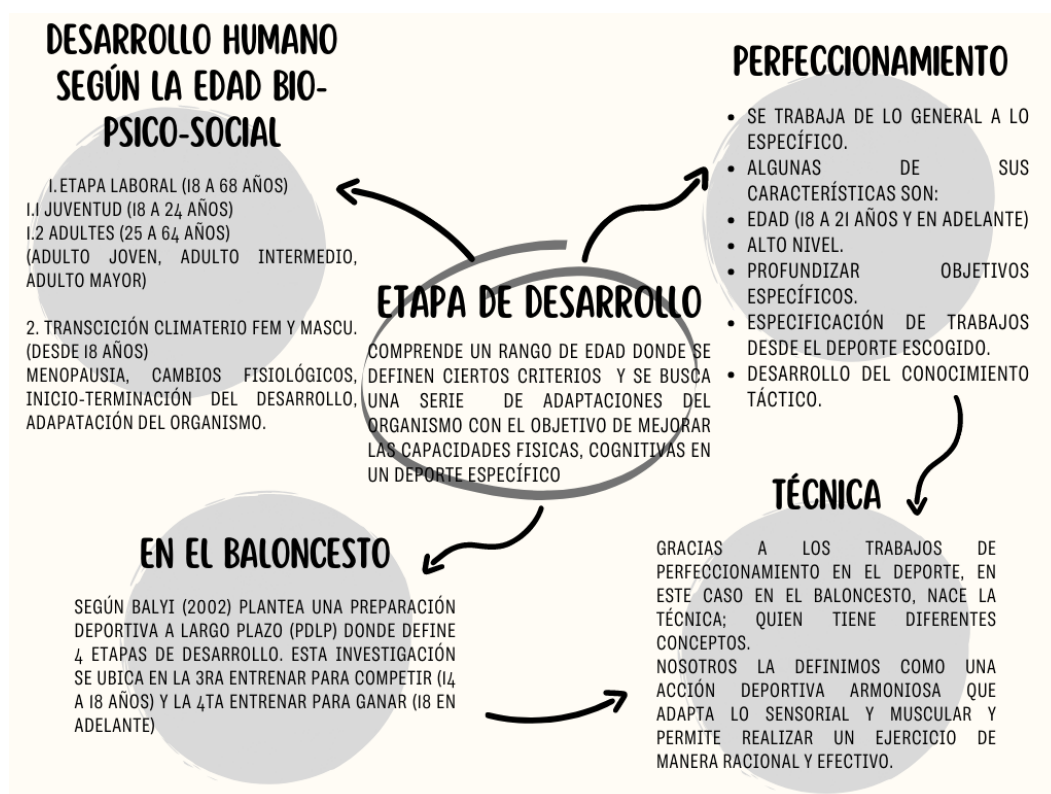 DESARROLLO HUMANO
SEGÚN LA EDAD BIO-
PSICO-SOCIAL
1. ETAPA LABORAL (18 A 68 AÑOS)
1.1 JUVENTUD (18 A 24 AÑOS)
1.2 ADULTES (25 A 64 AÑOS)
(ADULTO JOVEN, ADULTO INTERMEDIO,
ADULTO MAYOR)
2. TRANSCICIÓN CLIMATERIO FEM Y MASCU.
(DESDE 18 AÑOS)
MENOPAUSIA, CAMBIOS FISIOLÓGICOS,
INICIO-TERMINACIÓN DEL DESARROLLO,
ADAPATACIÓN DEL ORGANISMO.
PERFECCIONAMIENTO
• SE TRABAJA DE LO GENERAL A LO
ESPECÍFICO.
• ALGUNAS DE SUS
CARACTERÍSTICAS SON:
• EDAD (18 A 21 AÑOS Y EN ADELANTE)
• ALTO NIVEL.
• PROFUNDIZAR OBJETIVOS
ESPECÍFICOS.
• ESPECIFICACIÓN DE TRABAJOS
DESDE EL DEPORTE ESCOGIDO.
• DESARROLLO DEL CONOCIMIENTO
TÁCTICO.
ETAPA DE DESARROLLO
COMPRENDE UN RANGO DE EDAD DONDE SE
DEFINEN CIERTOS CRITERIOS Y SE BUSCA
UNA SERIE DE ADAPTACIONES DEL
ORGANISMO CON EL OBJETIVO DE MEJORAR
LAS CAPACIDADES FISICAS, COGNITIVAS EN
UN DEPORTE ESPECÍFICO
EN EL BALONCESTO
SEGÚN BALYI (2002) PLANTEA UNA PREPARACIÓN
DEPORTIVA A LARGO PLAZO (PDLP) DONDE DEFINE
4 ETAPAS DE DESARROLLO. ESTA INVESTIGACIÓN
SE UBICA EN LA 3RA ENTRENAR PARA COMPETIR (14
A 18 AÑOS) Y LA 4TA ENTRENAR PARA GANAR (18 EN
ADELANTE)
TÉCNICA
GRACIAS A LOS TRABAJOS DE
PERFECCIONAMIENTO EN EL DEPORTE, EN
ESTE CASO EN EL BALONCESTO, NACE LA
TÉCNICA; QUIEN TIENE DIFERENTES
CONCEPTOS.
NOSOTROS LA DEFINIMOS COMO UNA
ACCIÓN DEPORTIVA ARMONIOSA QUE
ADAPTA LO SENSORIAL Y MUSCULAR Y
PERMITE REALIZAR UN EJERCICIO DE
MANERA RACIONAL Y EFECTIVO.